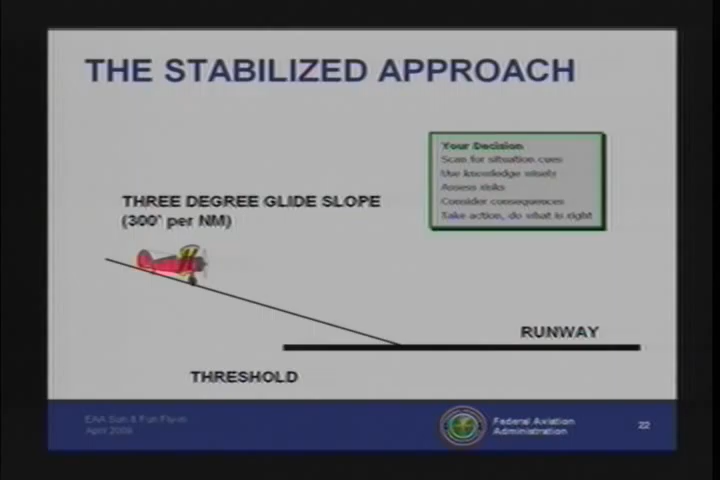 THE STABILIZED APPROACH
Your Decision
Scan for situation cues
Use knowledge wisely
Assess risks
Consider consequences
Take action, do what is right
THREE DEGREE GLIDE SLOPE
(300' per NM)
RUNWAY
THRESHOLD
EAA Sun & Fun Fly-in
April 2009
Federal Aviation
Administration
22